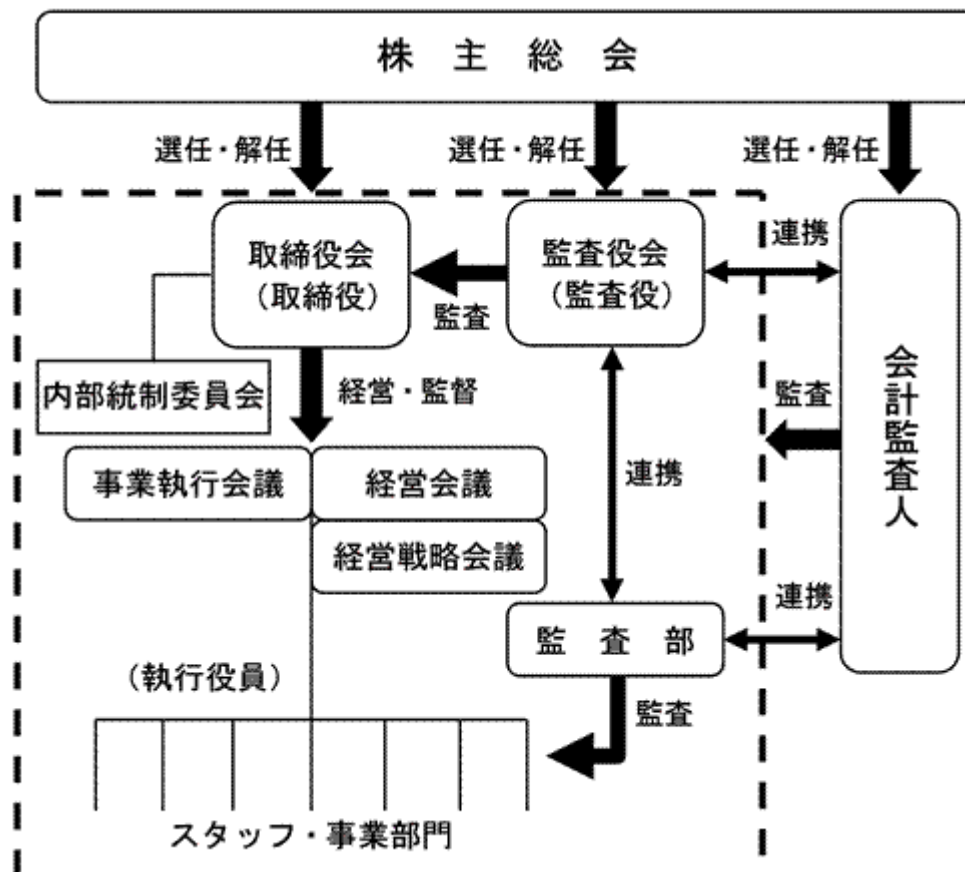 株主総会
選任・解任
選任・解任
選任・解任
取締役会
（取締役）
監査役会
（監査役）
連携
監査
内部統制委員会
経営・監督
監査
会計監査人
事業執行会議
経営会議
連携
経営戦略会議
連携
監査部
（執行役員）
監査
スタッフ・事業部門